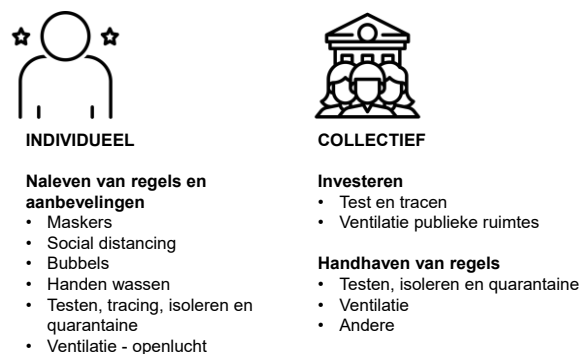 INDIVIDUEEL
Naleven van regels en
aanbevelingen
• Maskers
• Social distancing
• Bubbels
• Handen wassen
• Testen, tracing, isoleren en
quarantaine
• Ventilatie - openlucht
COLLECTIEF
Investeren
• Test en tracen
• Ventilatie publieke ruimtes
Handhaven van regels
• Testen, isoleren en quarantaine
• Ventilatie
• Andere